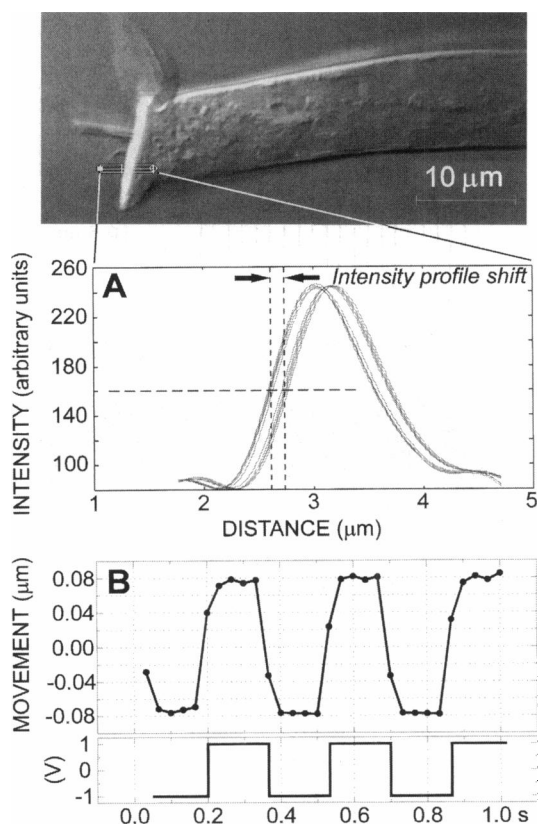 10 μm
260
220
180
140
100
INTENSITY (arbitrary units)
A
Intensity profile shift
1
2
3
4
5
DISTANCE (μm)
B
MOVEMENT (μm)
0.08
0.04
0.00
-0.04
-0.08
(V)
1
0
-1
0.0
0.2
0.4
0.6
0.8
1.0 s